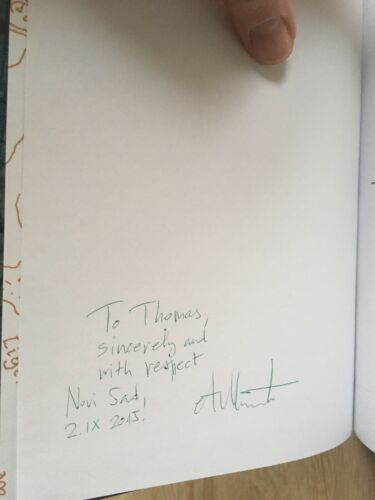 To Thomas,
sincerely and
with respect
Novi Sad,
2.IX 2015.